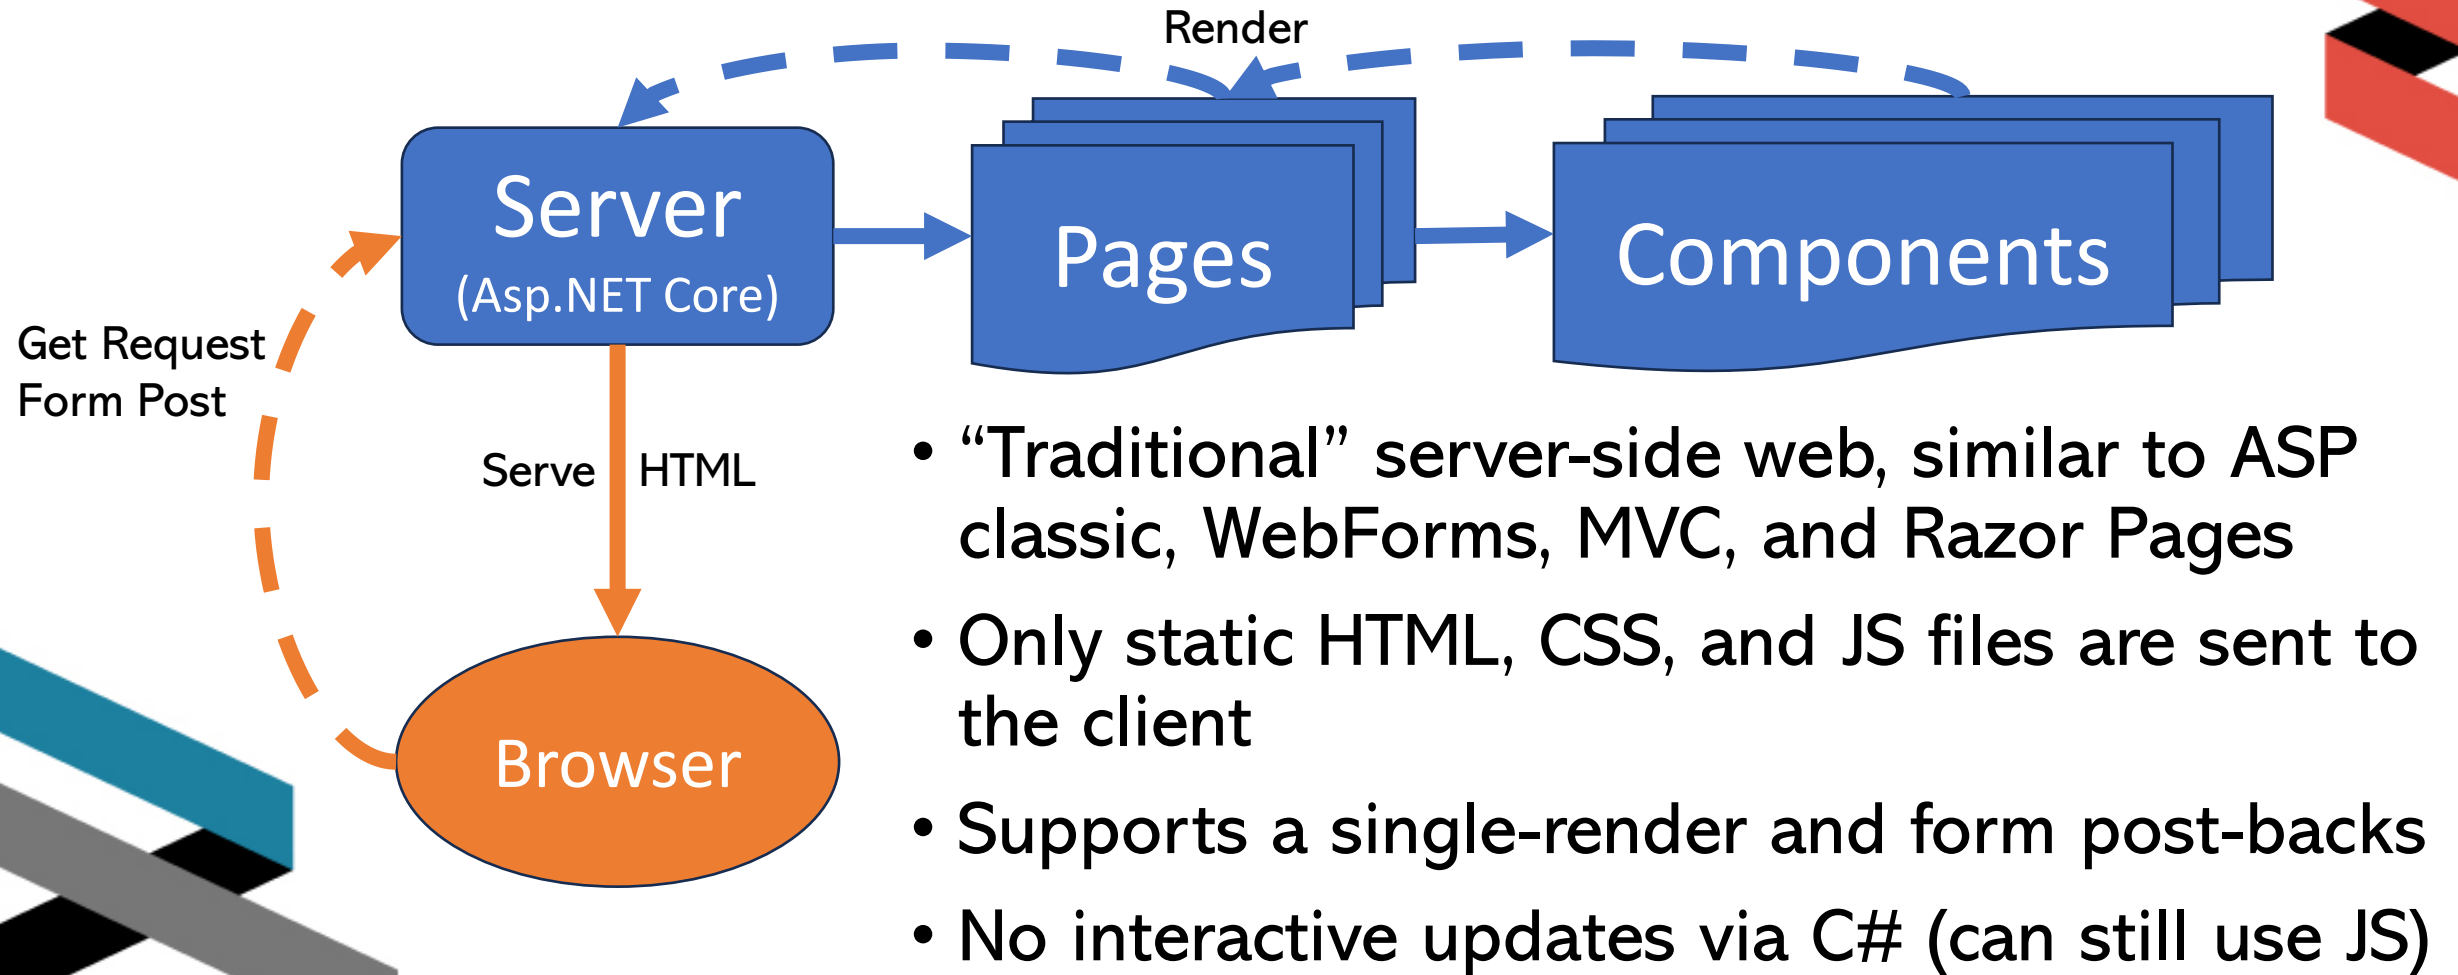 Render
Server
(Asp.NET Core)
Pages
Components
Get Request
Form Post
Serve HTML
Browser
• “Traditional” server-side web, similar to ASP
classic, WebForms, MVC, and Razor Pages
• Only static HTML, CSS, and JS files are sent to
the client
• Supports a single-render and form post-backs
• No interactive updates via C# (can still use JS)